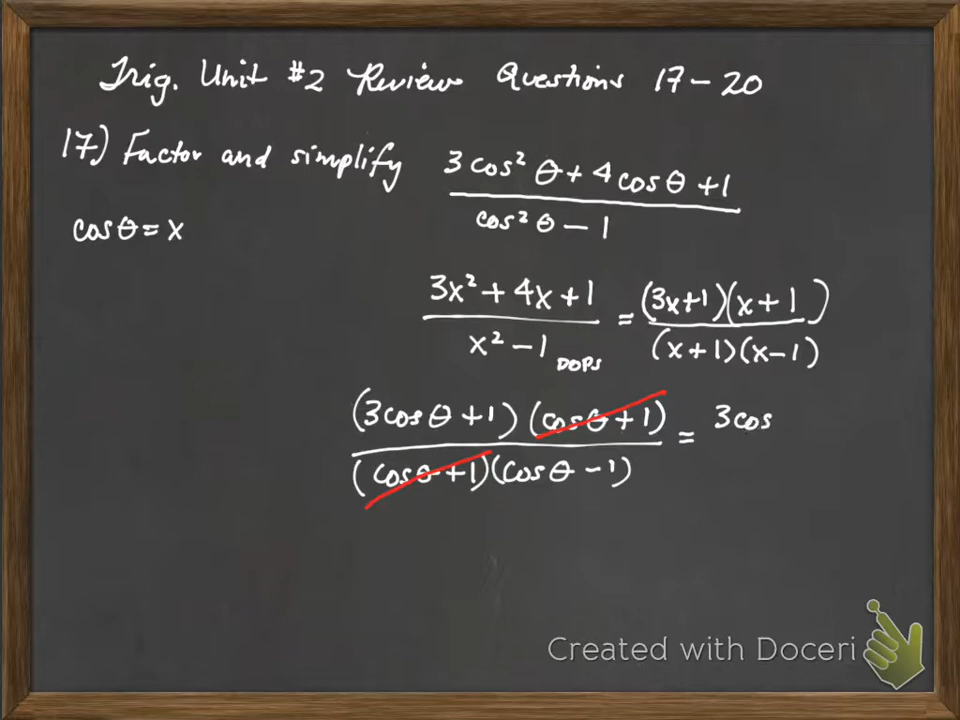 Trig. Unit #2 Review Questions 17-20
17) Factor and simplify (3 cos² θ + 4 cos θ + 1) / (cos² θ − 1)
cos θ = x
(3x² + 4x + 1) / (x² − 1) = (3x+1)(x+1) / (x+1)(x−1)
DOPS
(3cos θ + 1)(cos θ + 1) / (cos θ + 1)(cos θ − 1) = 3cos
Created with Doceri